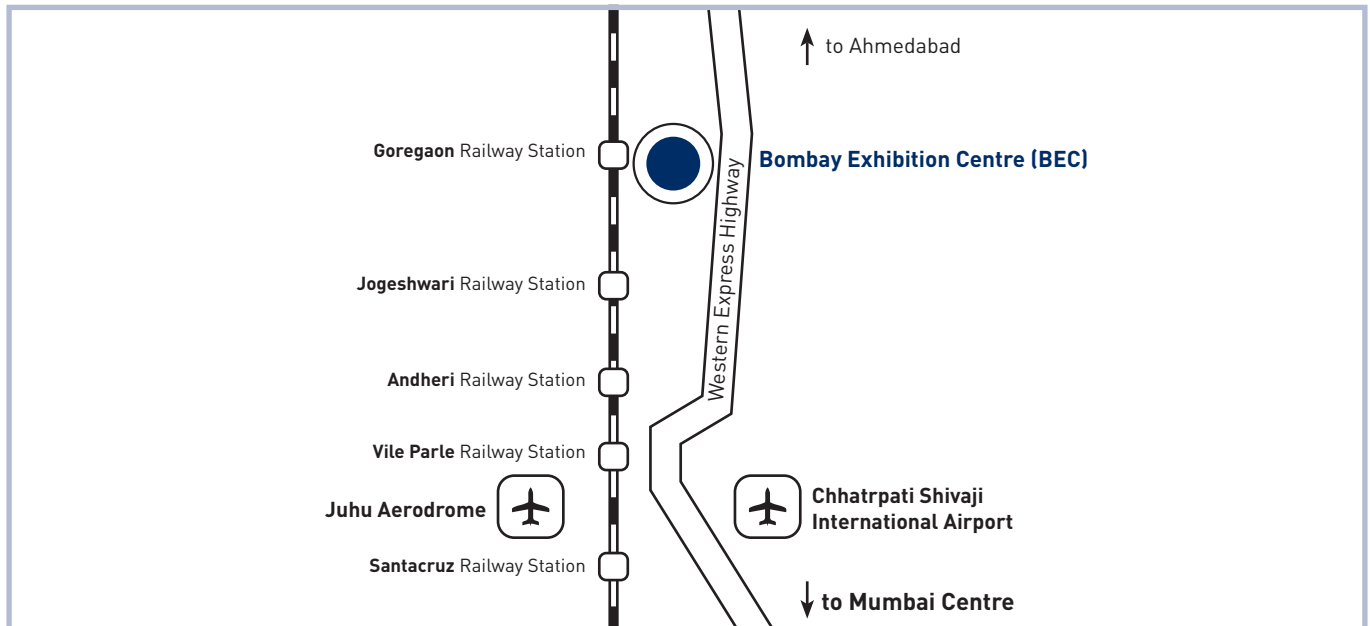 to Ahmedabad
Goregaon Railway Station
Bombay Exhibition Centre (BEC)
Western Express Highway
Jogeshwari Railway Station
Andheri Railway Station
Vile Parle Railway Station
Juhu Aerodrome
Chhatrpati Shivaji
International Airport
Santacruz Railway Station
to Mumbai Centre